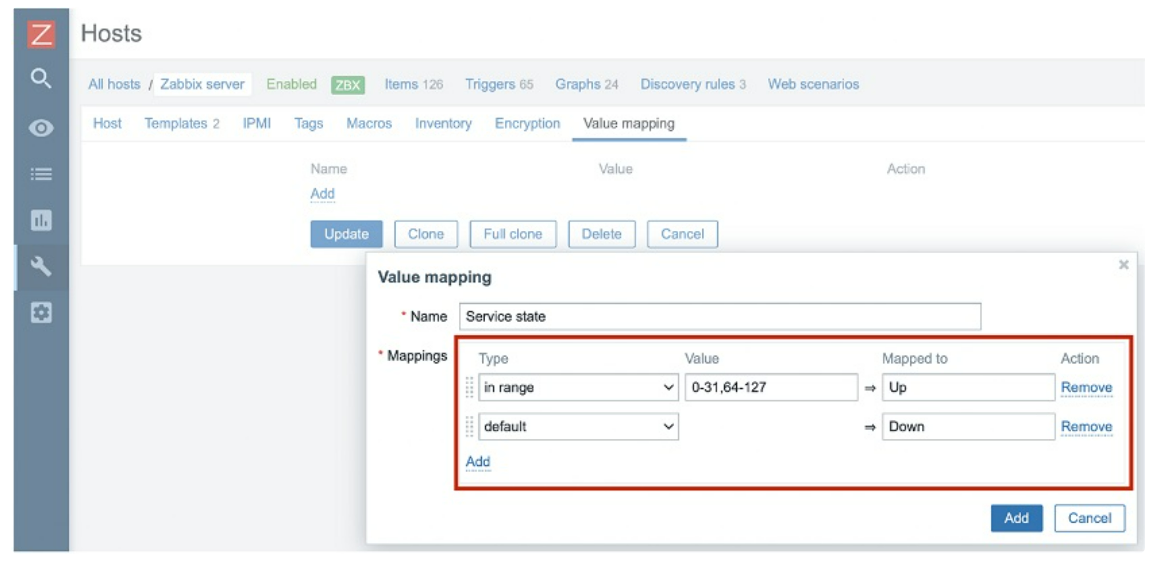 Z Hosts
All hosts / Zabbix server Enabled ZBX Items 126 Triggers 65 Graphs 24 Discovery rules 3 Web scenarios
Host Templates 2 IPMI Tags Macros Inventory Encryption Value mapping
Name Value Action
Add
Update Clone Full clone Delete Cancel
Value mapping ×
* Name Service state
* Mappings Type Value Mapped to Action
in range 0-31,64-127 ⇒ Up Remove
default ⇒ Down Remove
Add
Add Cancel